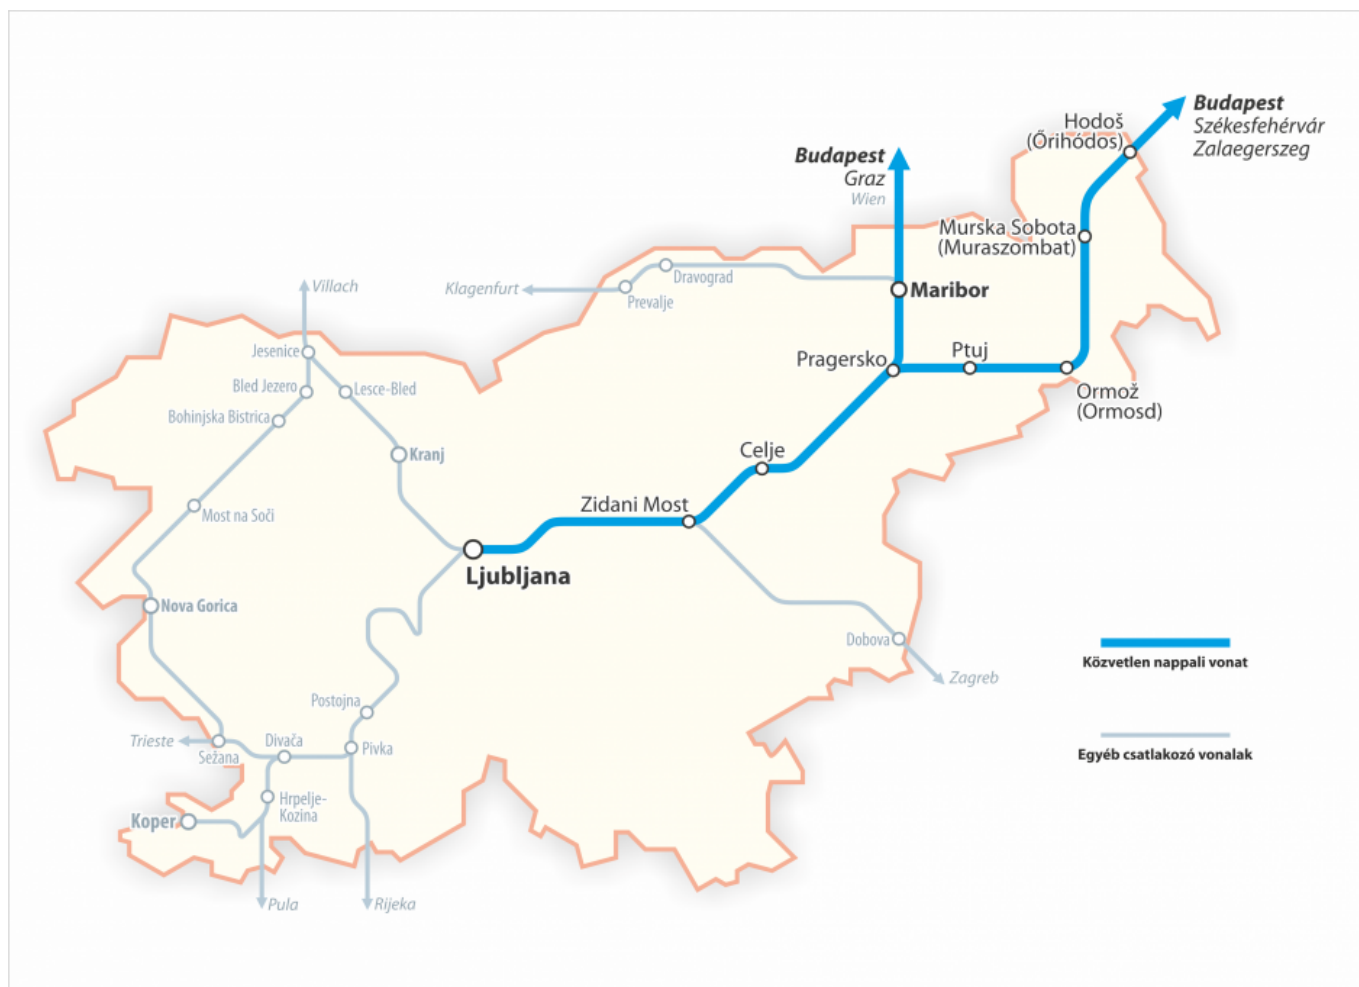 Budapest
Székesfehérvár
Zalaegerszeg
Hodoš
(Őrihódos)
Budapest
Graz
Wien
Murska Sobota
(Muraszombat)
Dravograd
Villach
Klagenfurt
Prevalje
Maribor
Jesenice
Pragersko
Ptuj
Bled Jezero
Lesce-Bled
Ormož
(Ormosd)
Bohinjska Bistrica
Kranj
Celje
Zidani Most
Most na Soči
Ljubljana
Nova Gorica
Dobova
Közvetlen nappali vonat
Zagreb
Postojna
Trieste
Divača
Pivka
Sežana
Egyéb csatlakozó vonalak
Hrpelje-
Kozina
Koper
Pula
Rijeka